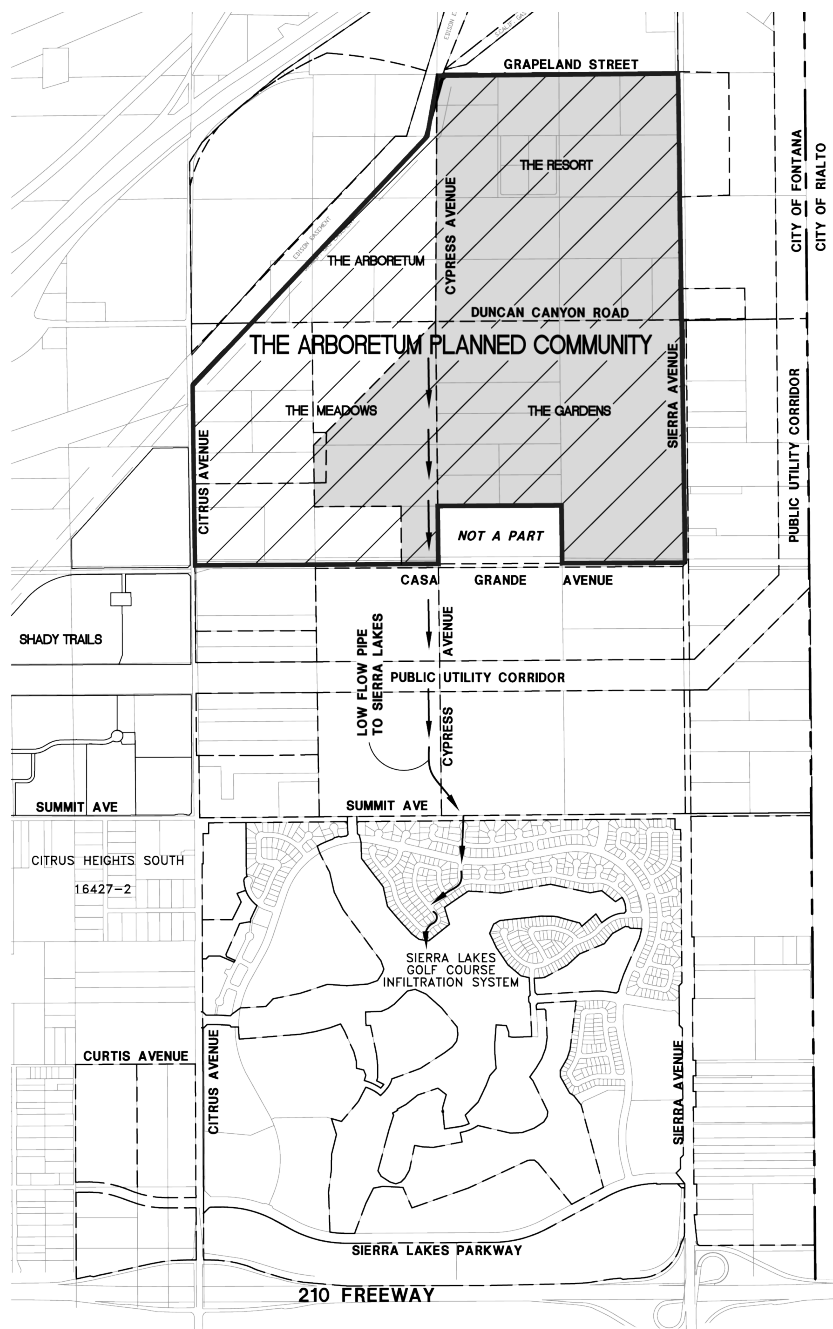 GRAPELAND STREET
THE RESORT
CITY OF FONTANA
CITY OF RIALTO
CYPRESS AVENUE
EDISON EASEMENT
THE ARBORETUM
DUNCAN CANYON ROAD
THE ARBORETUM PLANNED COMMUNITY
SIERRA AVENUE
THE MEADOWS
THE GARDENS
CITRUS AVENUE
PUBLIC UTILITY CORRIDOR
NOT A PART
CASA GRANDE AVENUE
SHADY TRAILS
LOW FLOW PIPE
TO SIERRA LAKES
CYPRESS AVENUE
PUBLIC UTILITY CORRIDOR
SUMMIT AVE
SUMMIT AVE
CITRUS HEIGHTS SOUTH
16427-2
SIERRA LAKES
GOLF COURSE
INFILTRATION SYSTEM
CURTIS AVENUE
CITRUS AVENUE
SIERRA AVENUE
SIERRA LAKES PARKWAY
210 FREEWAY